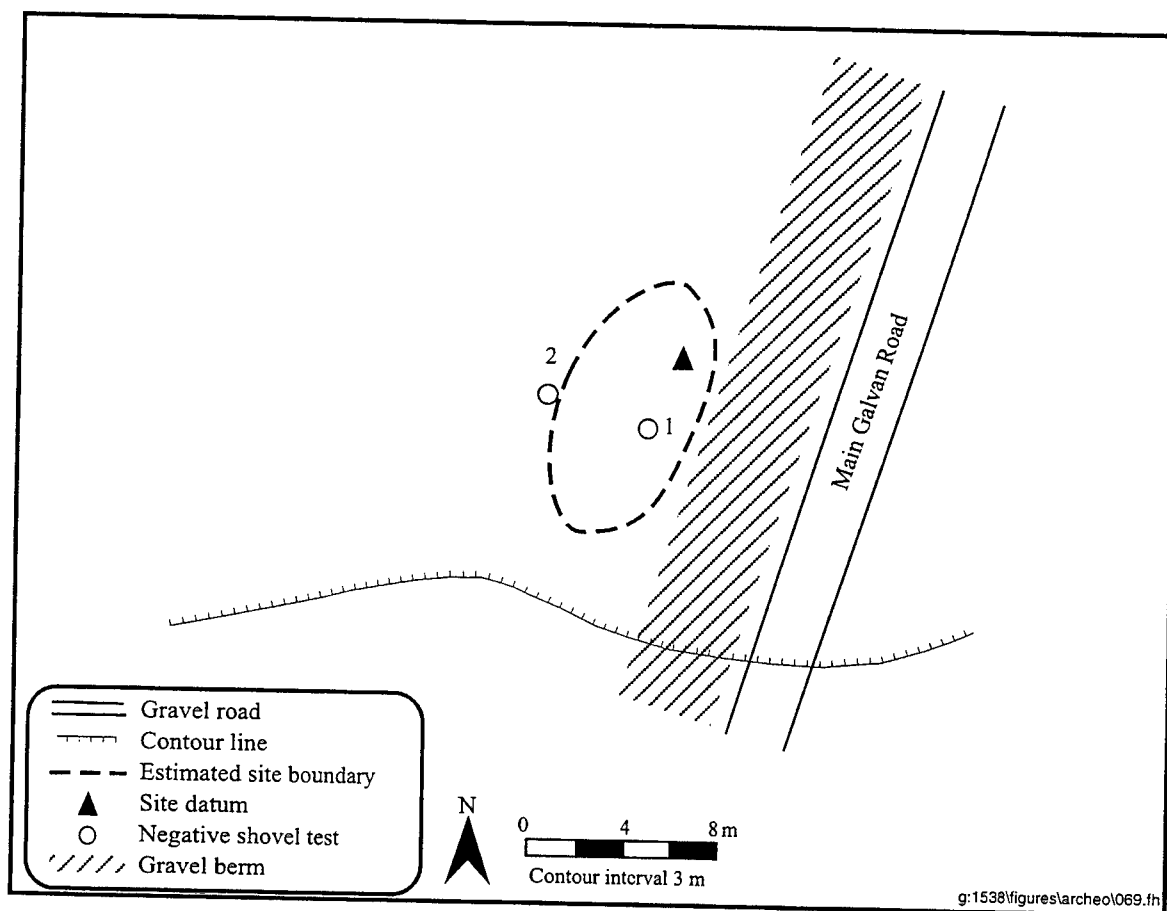 2
1
Main Galvan Road
Gravel road
Contour line
Estimated site boundary
Site datum
Negative shovel test
Gravel berm
N
0 4 8 m
Contour interval 3 m
g:1538\figures\archeo\069.fh